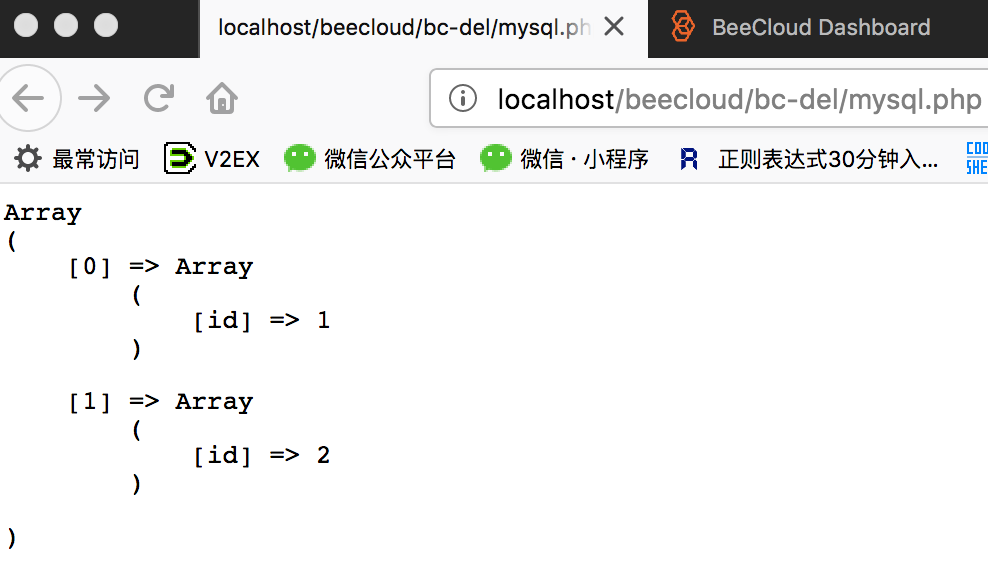 localhost/beecloud/bc-del/mysql.ph BeeCloud Dashboard
localhost/beecloud/bc-del/mysql.php
最常访问 V2EX 微信公众平台 微信 · 小程序 R 正则表达式30分钟入... COD
SHE
Array
(
    [0] => Array
        (
            [id] => 1
        )
    [1] => Array
        (
            [id] => 2
        )
)